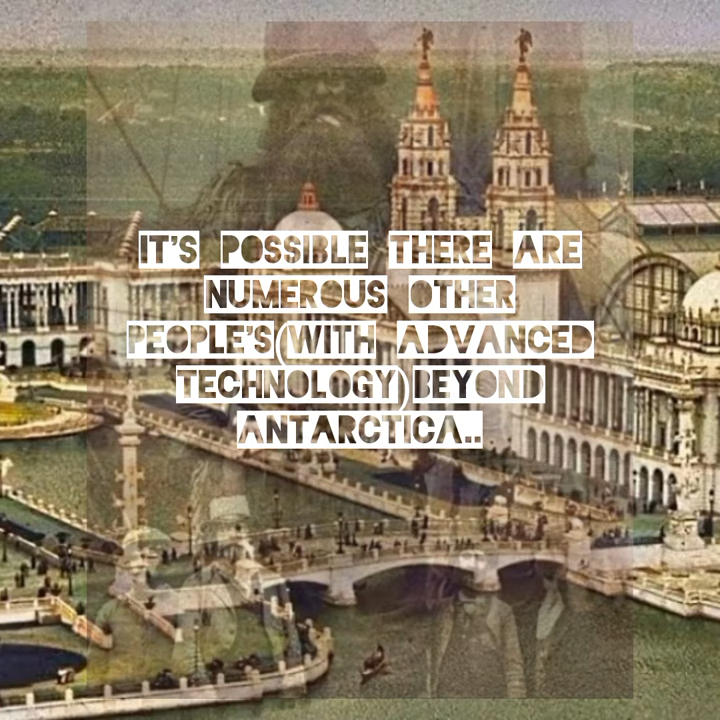 IT'S POSSIBLE THERE ARE
NUMEROUS OTHER
PEOPLE'S(WITH ADVANCED
TECHNOLOGY)BEYOND
ANTARCTICA..